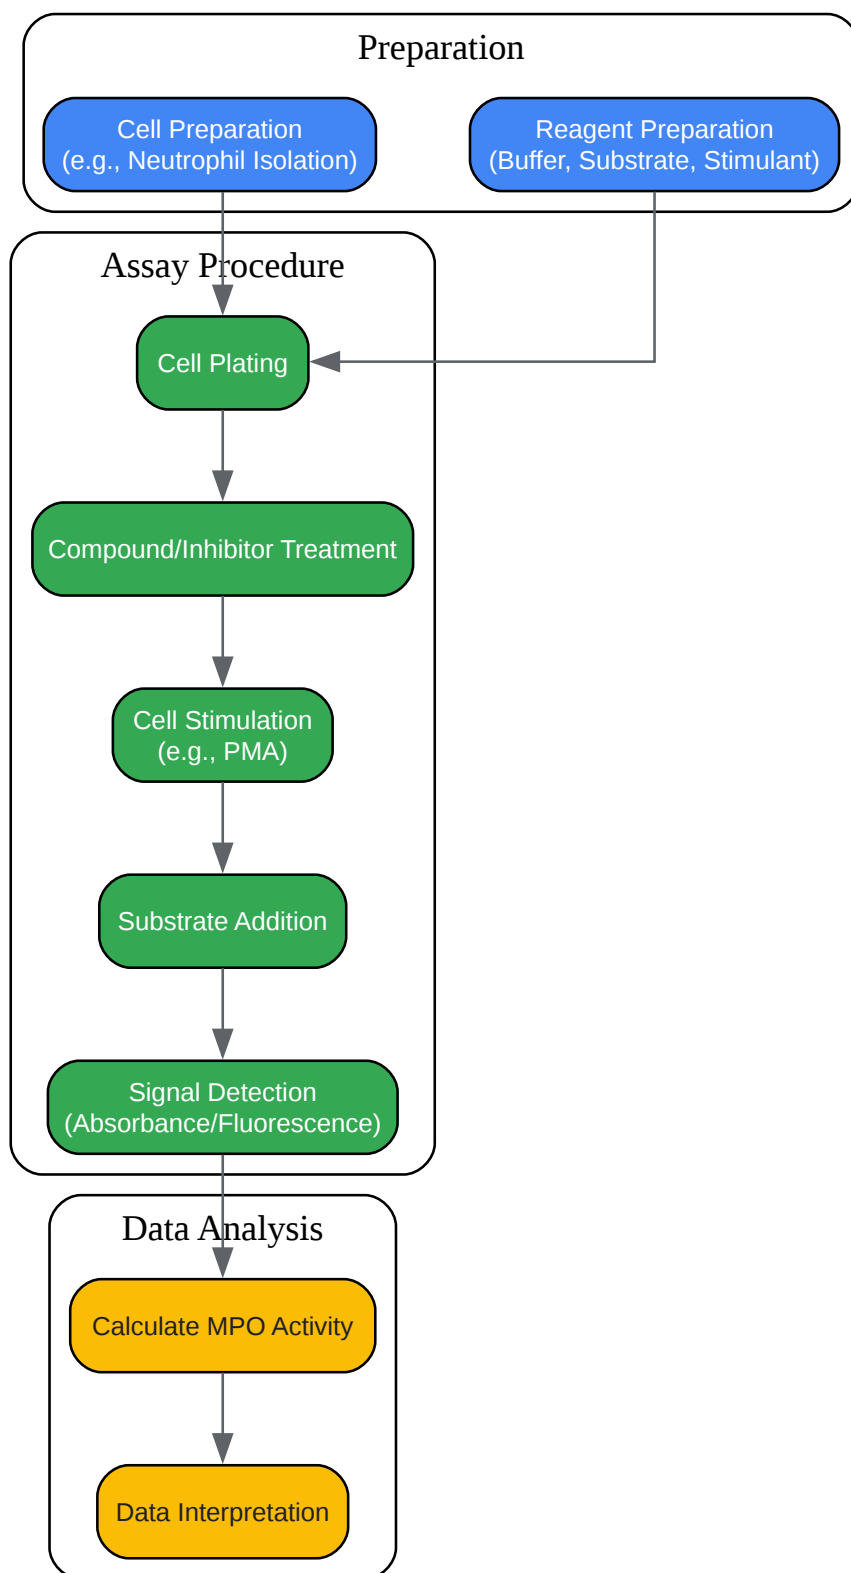 Preparation
Cell Preparation
(e.g., Neutrophil Isolation)
Reagent Preparation
(Buffer, Substrate, Stimulant)
Assay Procedure
Cell Plating
Compound/Inhibitor Treatment
Cell Stimulation
(e.g., PMA)
Substrate Addition
Signal Detection
(Absorbance/Fluorescence)
Data Analysis
Calculate MPO Activity
Data Interpretation